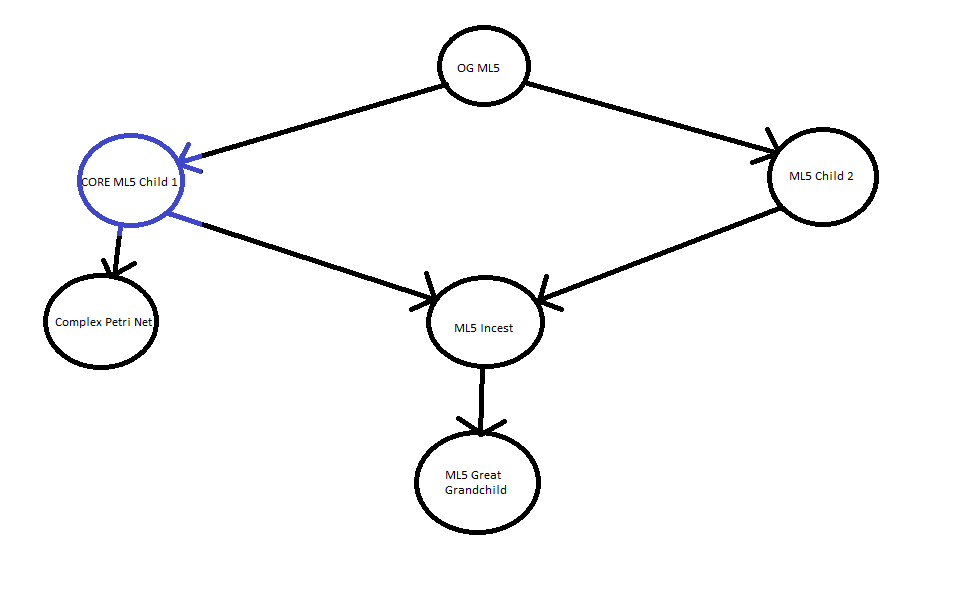 OG ML5
CORE ML5 Child 1
ML5 Child 2
Complex Petri Net
ML5 Incest
ML5 Great
Grandchild